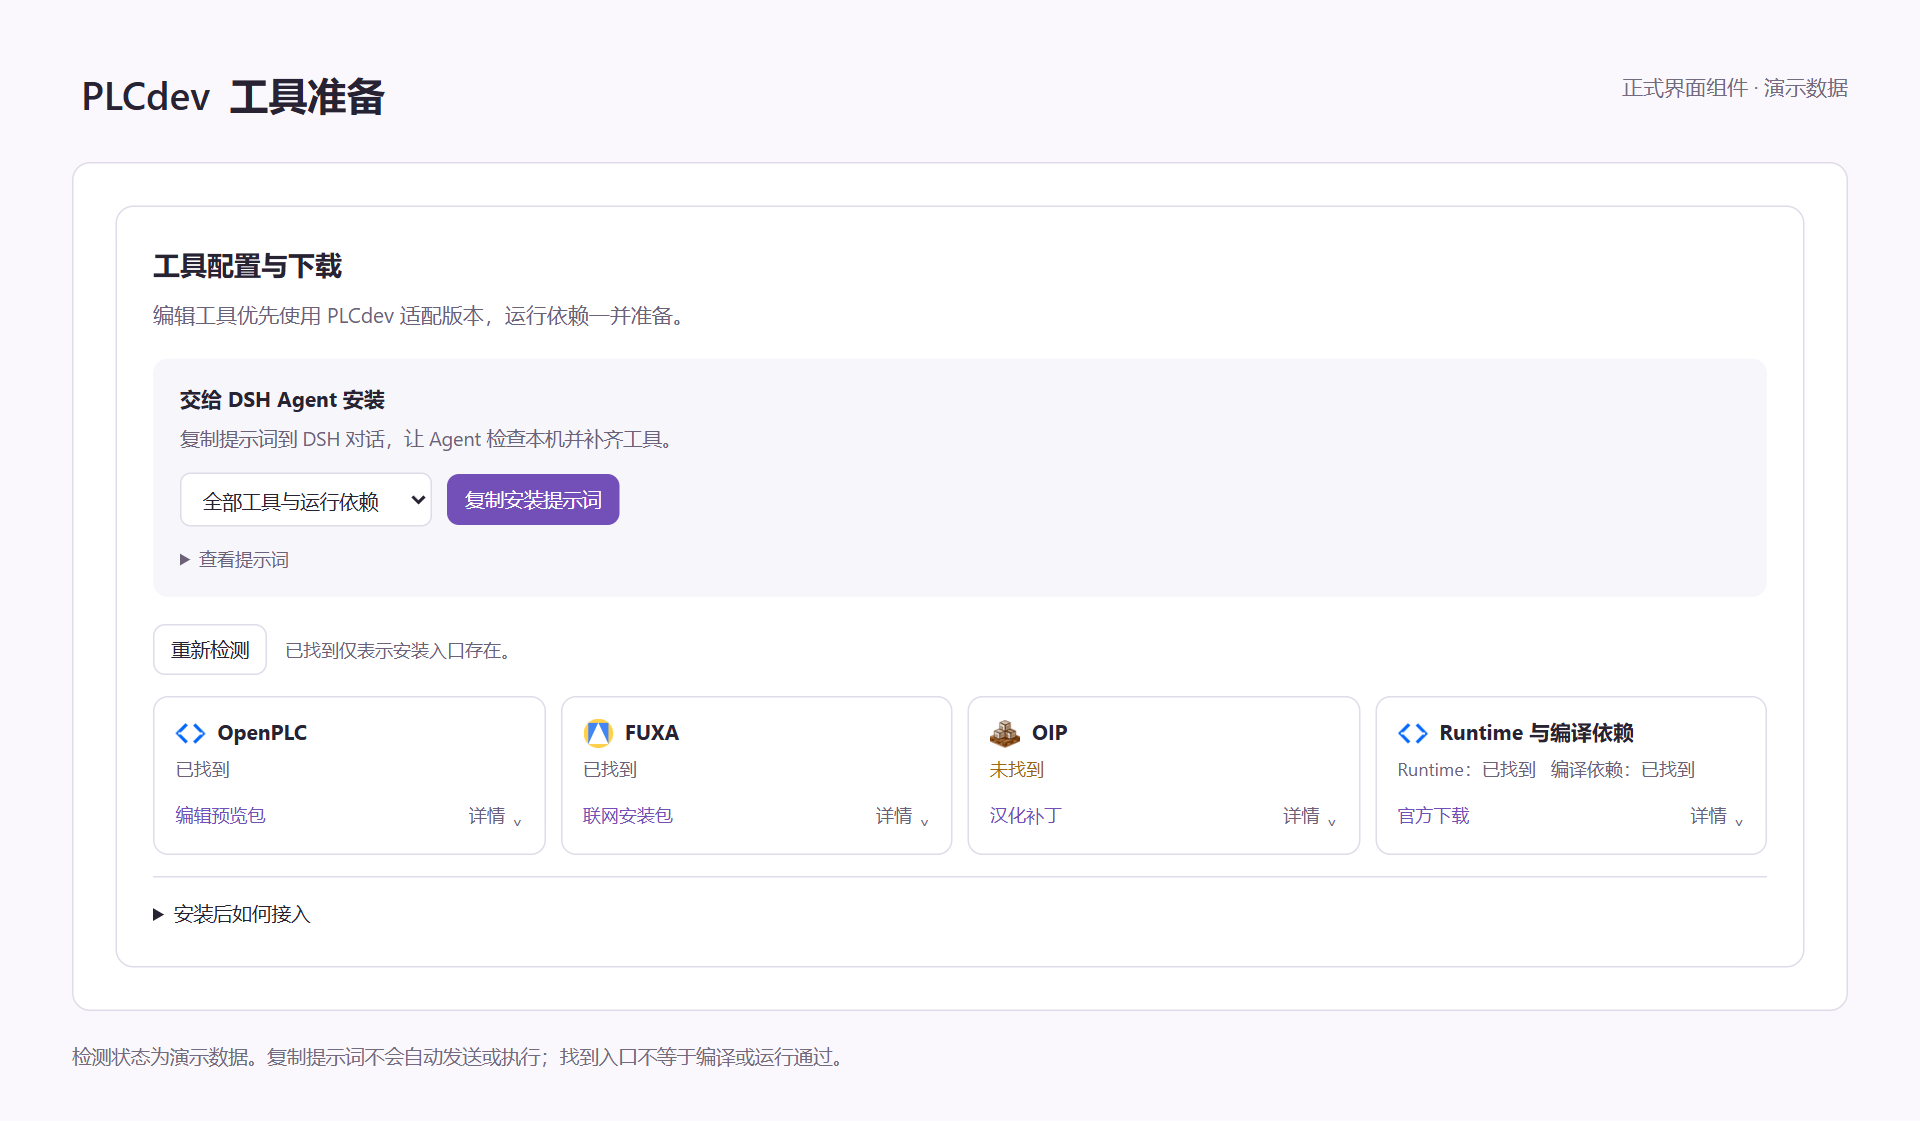 PLCdev 工具准备
正式界面组件 · 演示数据
工具配置与下载
编辑工具优先使用 PLCdev 适配版本，运行依赖一并准备。
交给 DSH Agent 安装
复制提示词到 DSH 对话，让 Agent 检查本机并补齐工具。
全部工具与运行依赖
复制安装提示词
查看提示词
重新检测
已找到仅表示安装入口存在。
OpenPLC
已找到
编辑预览包
详情
FUXA
已找到
联网安装包
详情
OIP
未找到
汉化补丁
详情
Runtime 与编译依赖
Runtime：已找到 编译依赖：已找到
官方下载
详情
安装后如何接入
检测状态为演示数据。复制提示词不会自动发送或执行；找到入口不等于编译或运行通过。